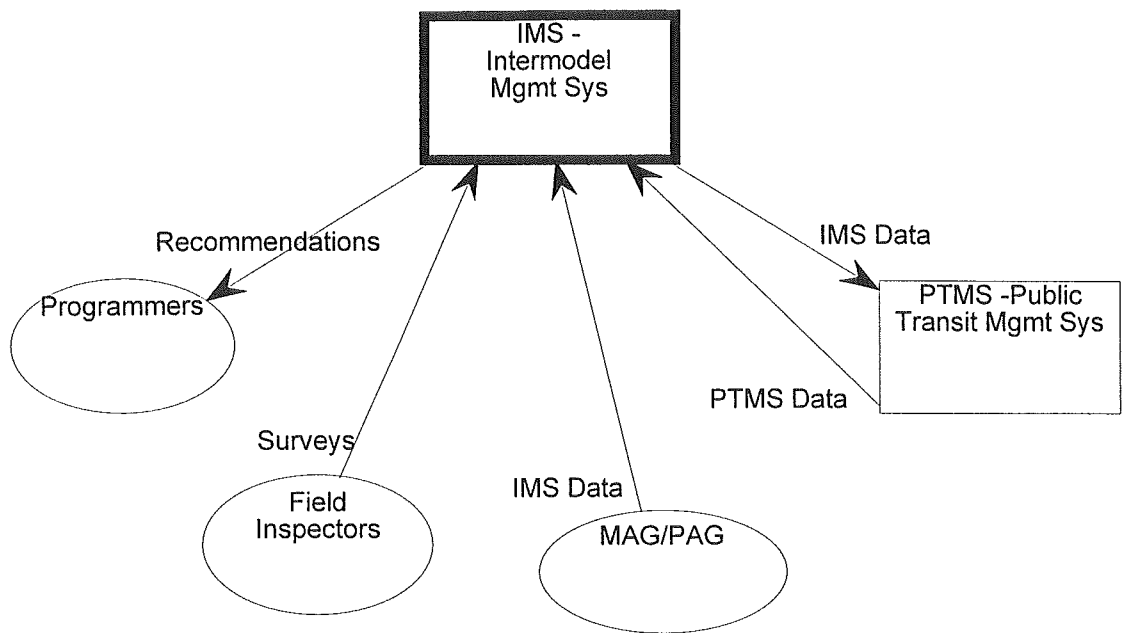 IMS -
Intermodel
Mgmt Sys
Recommendations
IMS Data
Programmers
PTMS -Public
Transit Mgmt Sys
PTMS Data
Surveys
IMS Data
Field
Inspectors
MAG/PAG